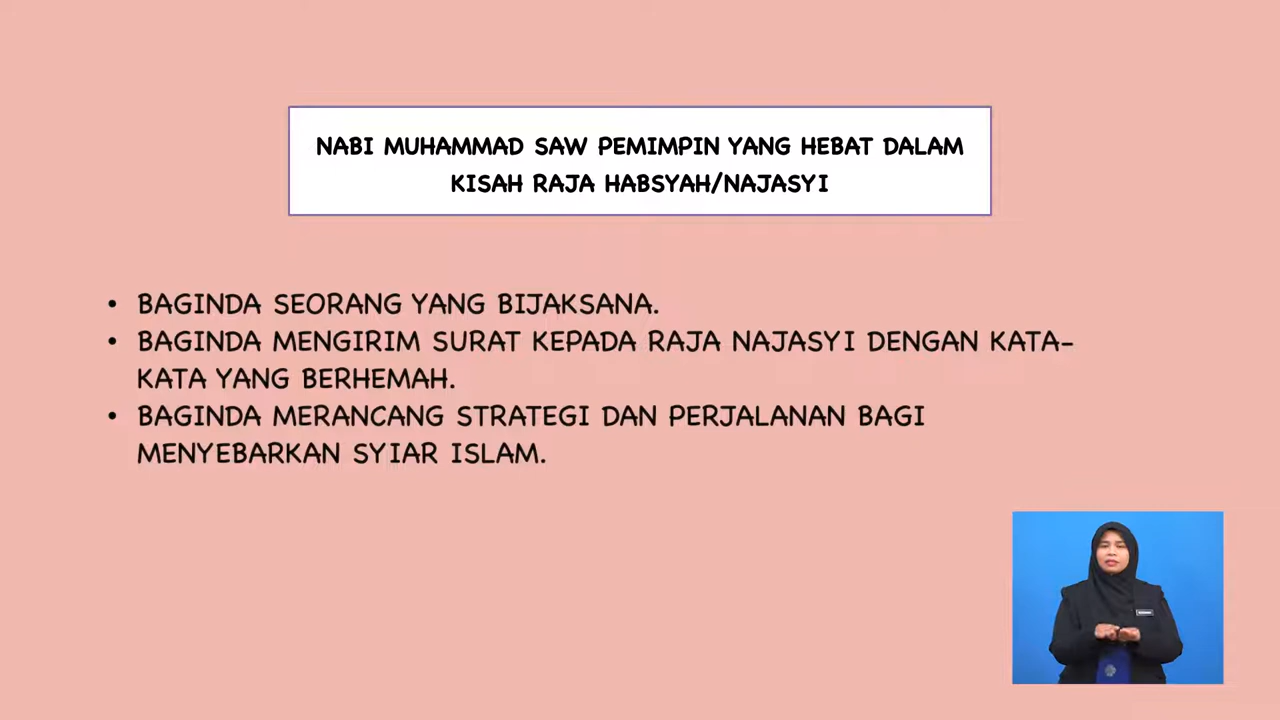 NABI MUHAMMAD SAW PEMIMPIN YANG HEBAT DALAM
KISAH RAJA HABSYAH/NAJASYI
• BAGINDA SEORANG YANG BIJAKSANA.
• BAGINDA MENGIRIM SURAT KEPADA RAJA NAJASYI DENGAN KATA-
KATA YANG BERHEMAH.
• BAGINDA MERANCANG STRATEGI DAN PERJALANAN BAGI
MENYEBARKAN SYIAR ISLAM.